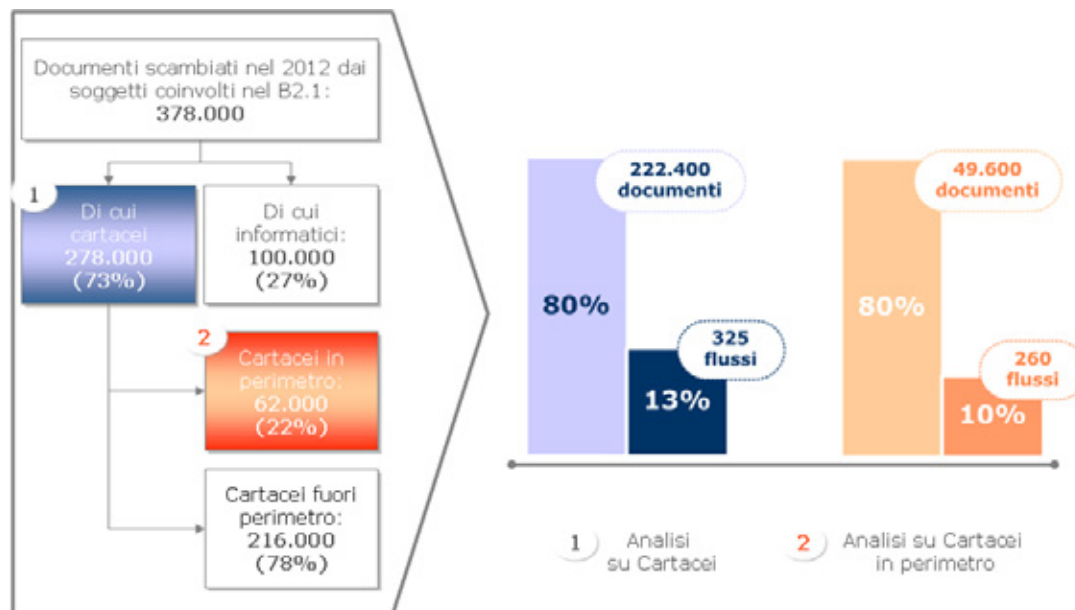 Documenti scambiati nel 2012 dai
soggetti coinvolti nel B2.1:
378.000
1
Di cui
cartacei
278.000
(73%)
Di cui
informatici:
100.000
(27%)
2
Cartacei in
perimetro:
62.000
(22%)
Cartacei fuori
perimetro:
216.000
(78%)
222.400
documenti
80%
325
flussi
13%
49.600
documenti
80%
260
flussi
10%
1
Analisi
su Cartacei
2
Analisi su Cartacei
in perimetro